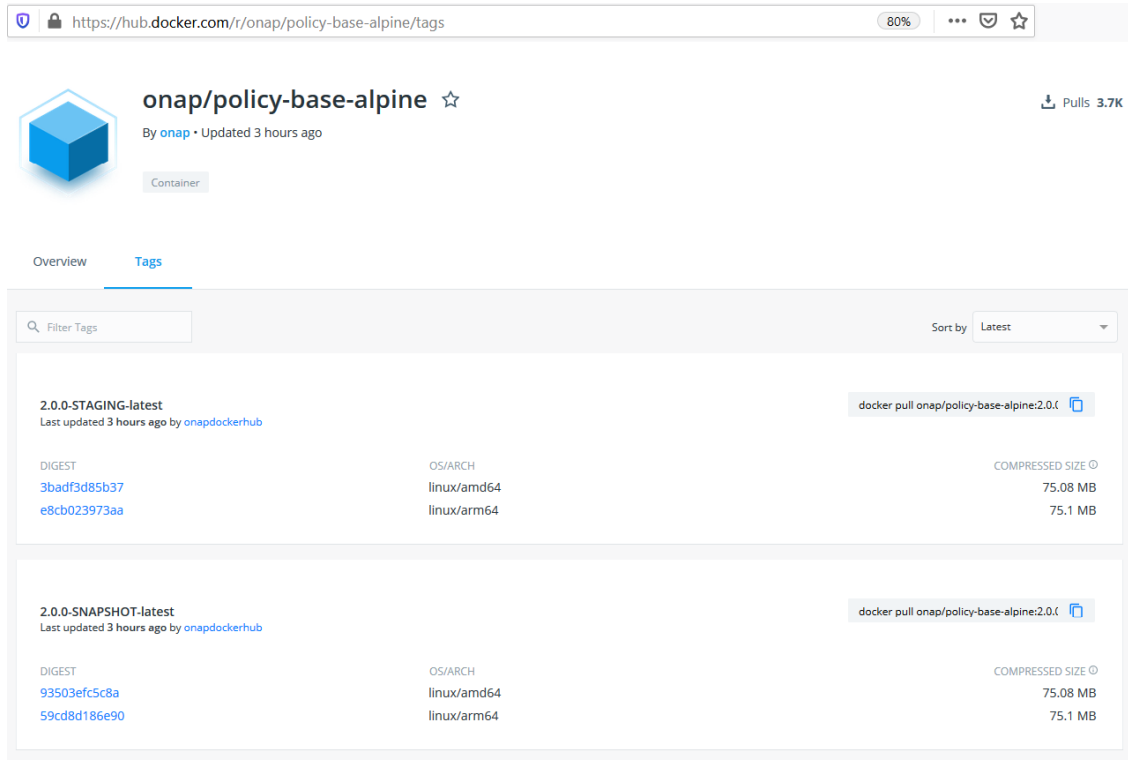 https://hub.docker.com/r/onap/policy-base-alpine/tags 80%
onap/policy-base-alpine
Pulls 3.7K
By onap • Updated 3 hours ago
Container
Overview Tags
Filter Tags
Sort by Latest
2.0.0-STAGING-latest
docker pull onap/policy-base-alpine:2.0.(
Last updated 3 hours ago by onapdockerhub
DIGEST OS/ARCH COMPRESSED SIZE
3badf3d85b37 linux/amd64 75.08 MB
e8cb023973aa linux/arm64 75.1 MB
2.0.0-SNAPSHOT-latest
docker pull onap/policy-base-alpine:2.0.(
Last updated 3 hours ago by onapdockerhub
DIGEST OS/ARCH COMPRESSED SIZE
93503efc5c8a linux/amd64 75.08 MB
59cd8d186e90 linux/arm64 75.1 MB